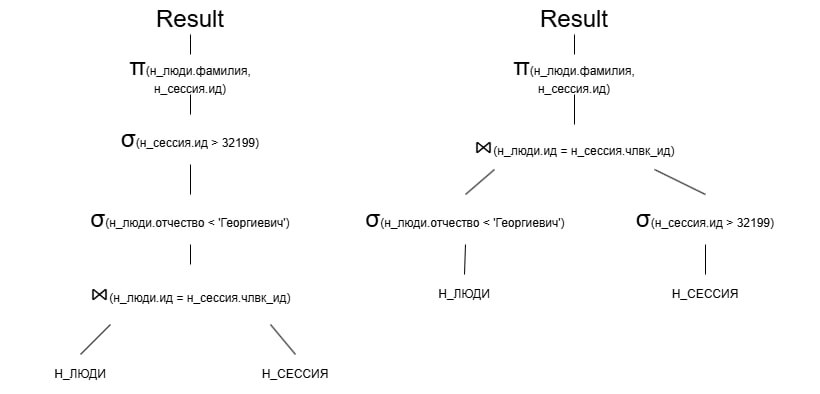 Result
π(н_люди.фамилия,
н_сессия.ид)
σ(н_сессия.ид > 32199)
σ(н_люди.отчество < 'Георгиевич')
⋈(н_люди.ид = н_сессия.члвк_ид)
Н_ЛЮДИ
Н_СЕССИЯ
Result
π(н_люди.фамилия,
н_сессия.ид)
⋈(н_люди.ид = н_сессия.члвк_ид)
σ(н_люди.отчество < 'Георгиевич')
σ(н_сессия.ид > 32199)
Н_ЛЮДИ
Н_СЕССИЯ